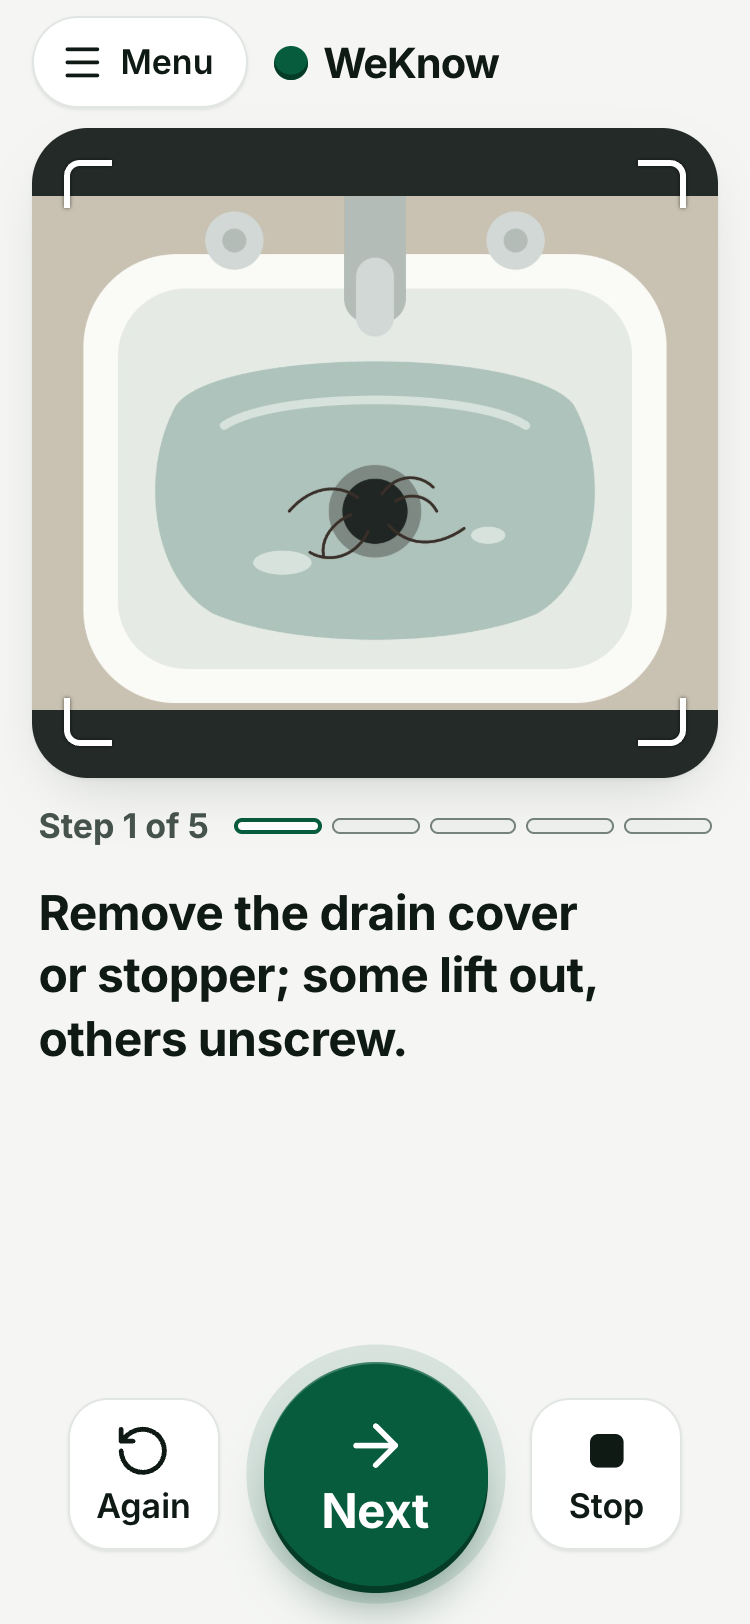 Menu
WeKnow
Step 1 of 5
Remove the drain cover
or stopper; some lift out,
others unscrew.
Again
Next
Stop